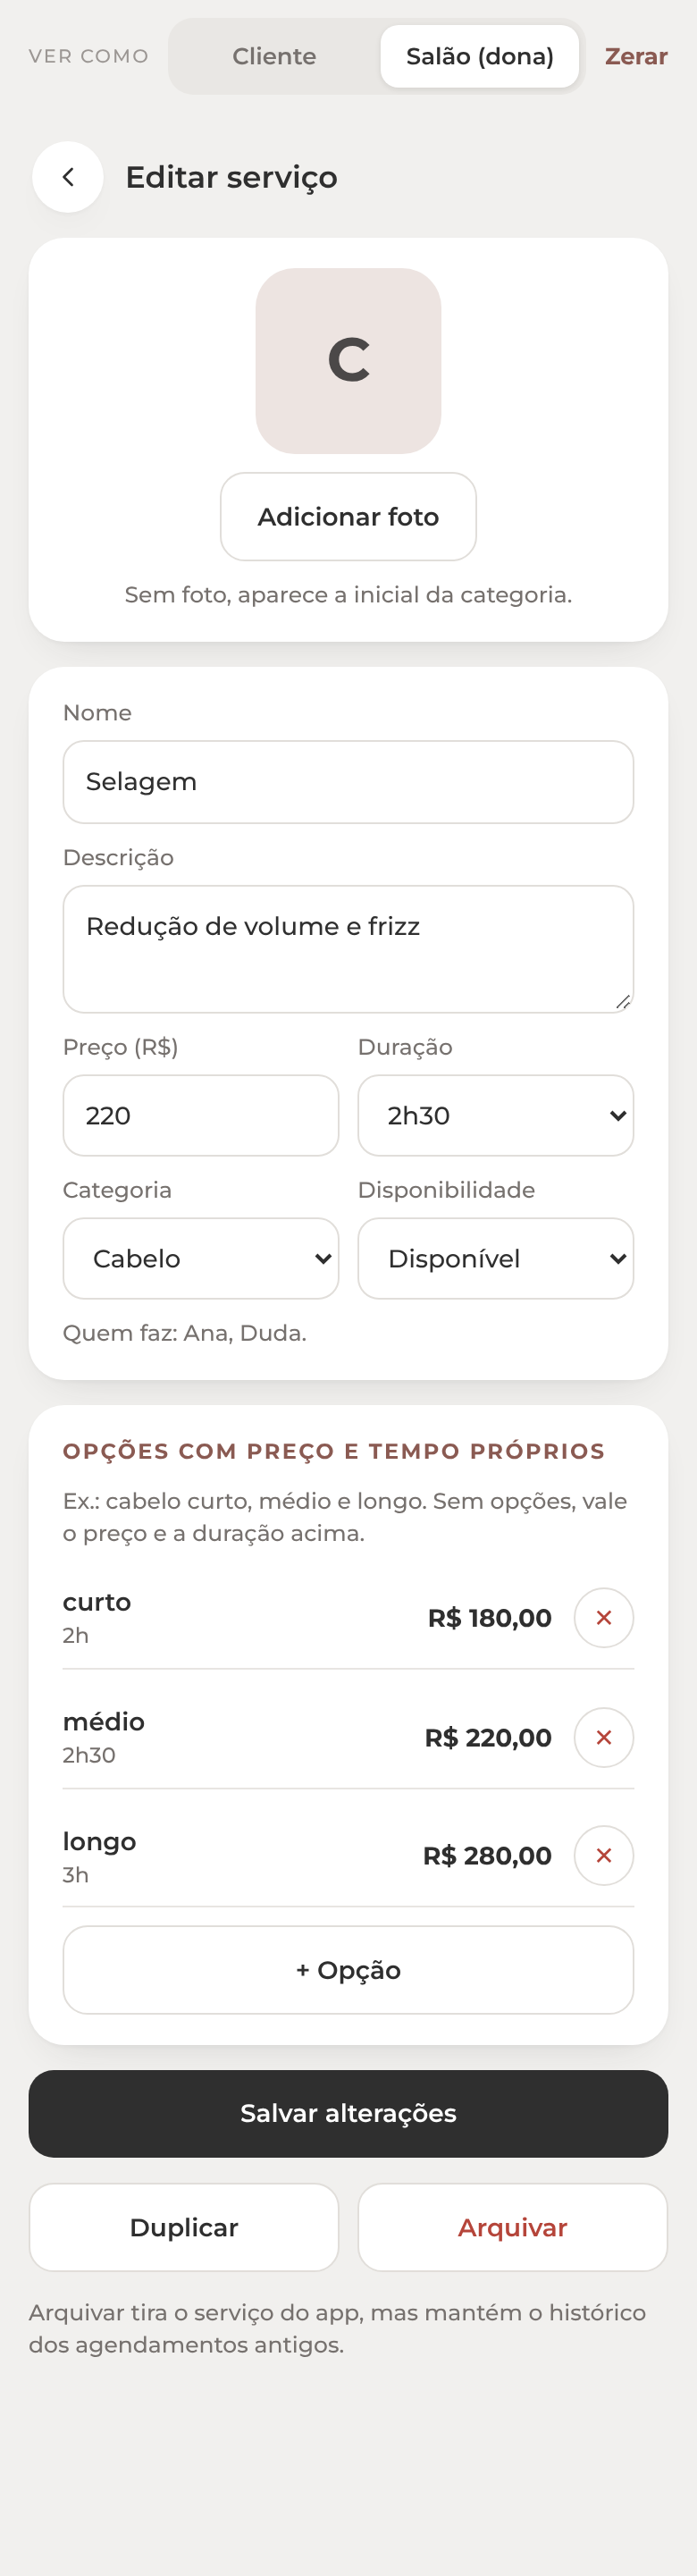 VER COMO
Cliente
Salão (dona)
Zerar
Editar serviço
C
Adicionar foto
Sem foto, aparece a inicial da categoria.
Nome
Selagem
Descrição
Redução de volume e frizz
Preço (R$)
Duração
220
2h30
Categoria
Disponibilidade
Cabelo
Disponível
Quem faz: Ana, Duda.
OPÇÕES COM PREÇO E TEMPO PRÓPRIOS
Ex.: cabelo curto, médio e longo. Sem opções, vale
o preço e a duração acima.
curto
2h
R$ 180,00
médio
2h30
R$ 220,00
longo
3h
R$ 280,00
+ Opção
Salvar alterações
Duplicar
Arquivar
Arquivar tira o serviço do app, mas mantém o histórico
dos agendamentos antigos.